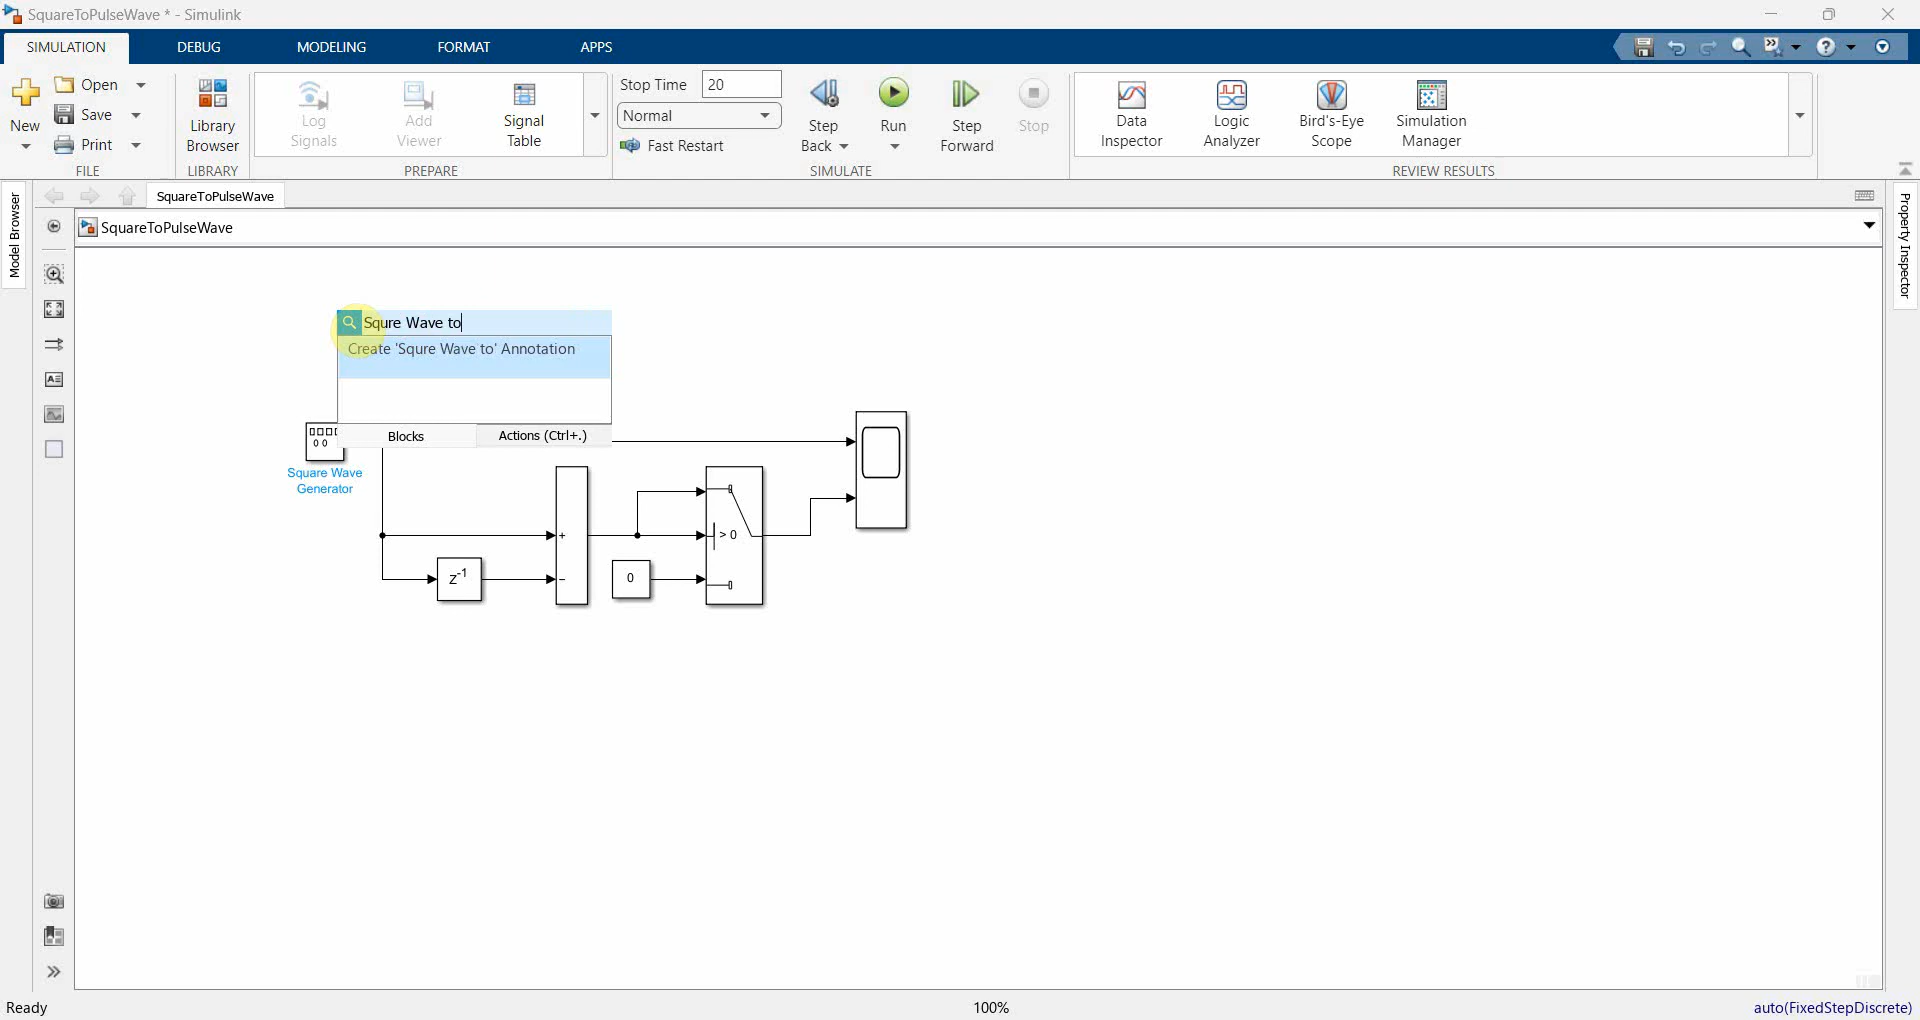 SquareToPulseWave * - Simulink
SIMULATION
DEBUG
MODELING
FORMAT
APPS
New
Open
Save
Print
FILE
Library
Browser
LIBRARY
Log
Signals
Add
Viewer
Signal
Table
PREPARE
Stop Time
20
Normal
Fast Restart
Step
Back
Run
Step
Forward
Stop
SIMULATE
Data
Inspector
Logic
Analyzer
Bird's-Eye
Scope
Simulation
Manager
REVIEW RESULTS
Model Browser
SquareToPulseWave
SquareToPulseWave
Property Inspector
Squre Wave to
Create 'Squre Wave to' Annotation
Blocks
Actions (Ctrl+.)
Square Wave
Generator
+
−
z-1
0
> 0
Ready
100%
auto(FixedStepDiscrete)